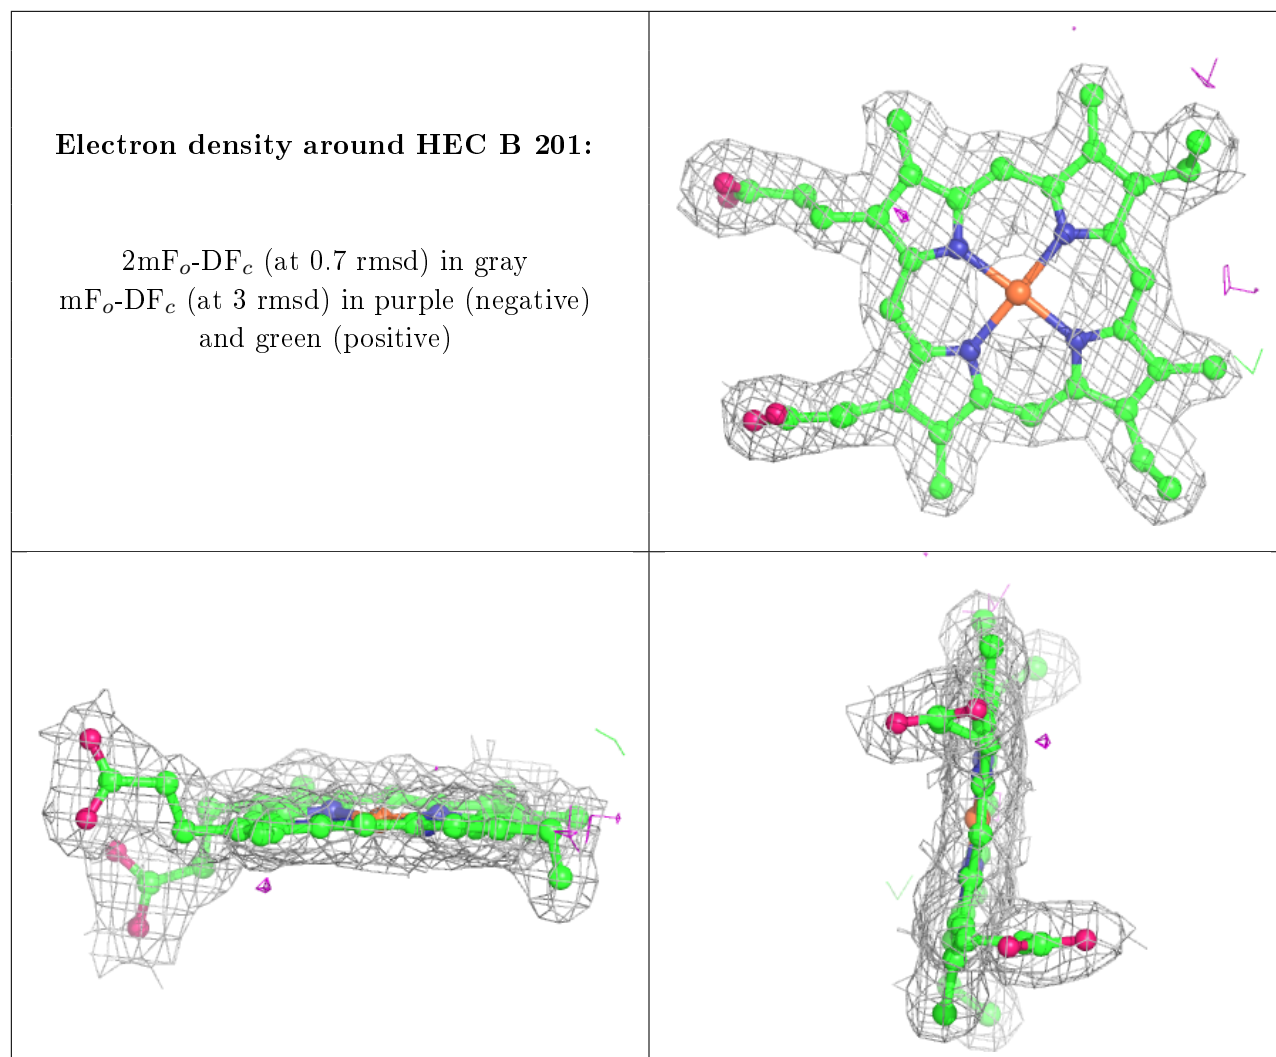 Electron density around HEC B 201:
2mFo-DFc (at 0.7 rmsd) in gray
mFo-DFc (at 3 rmsd) in purple (negative)
and green (positive)